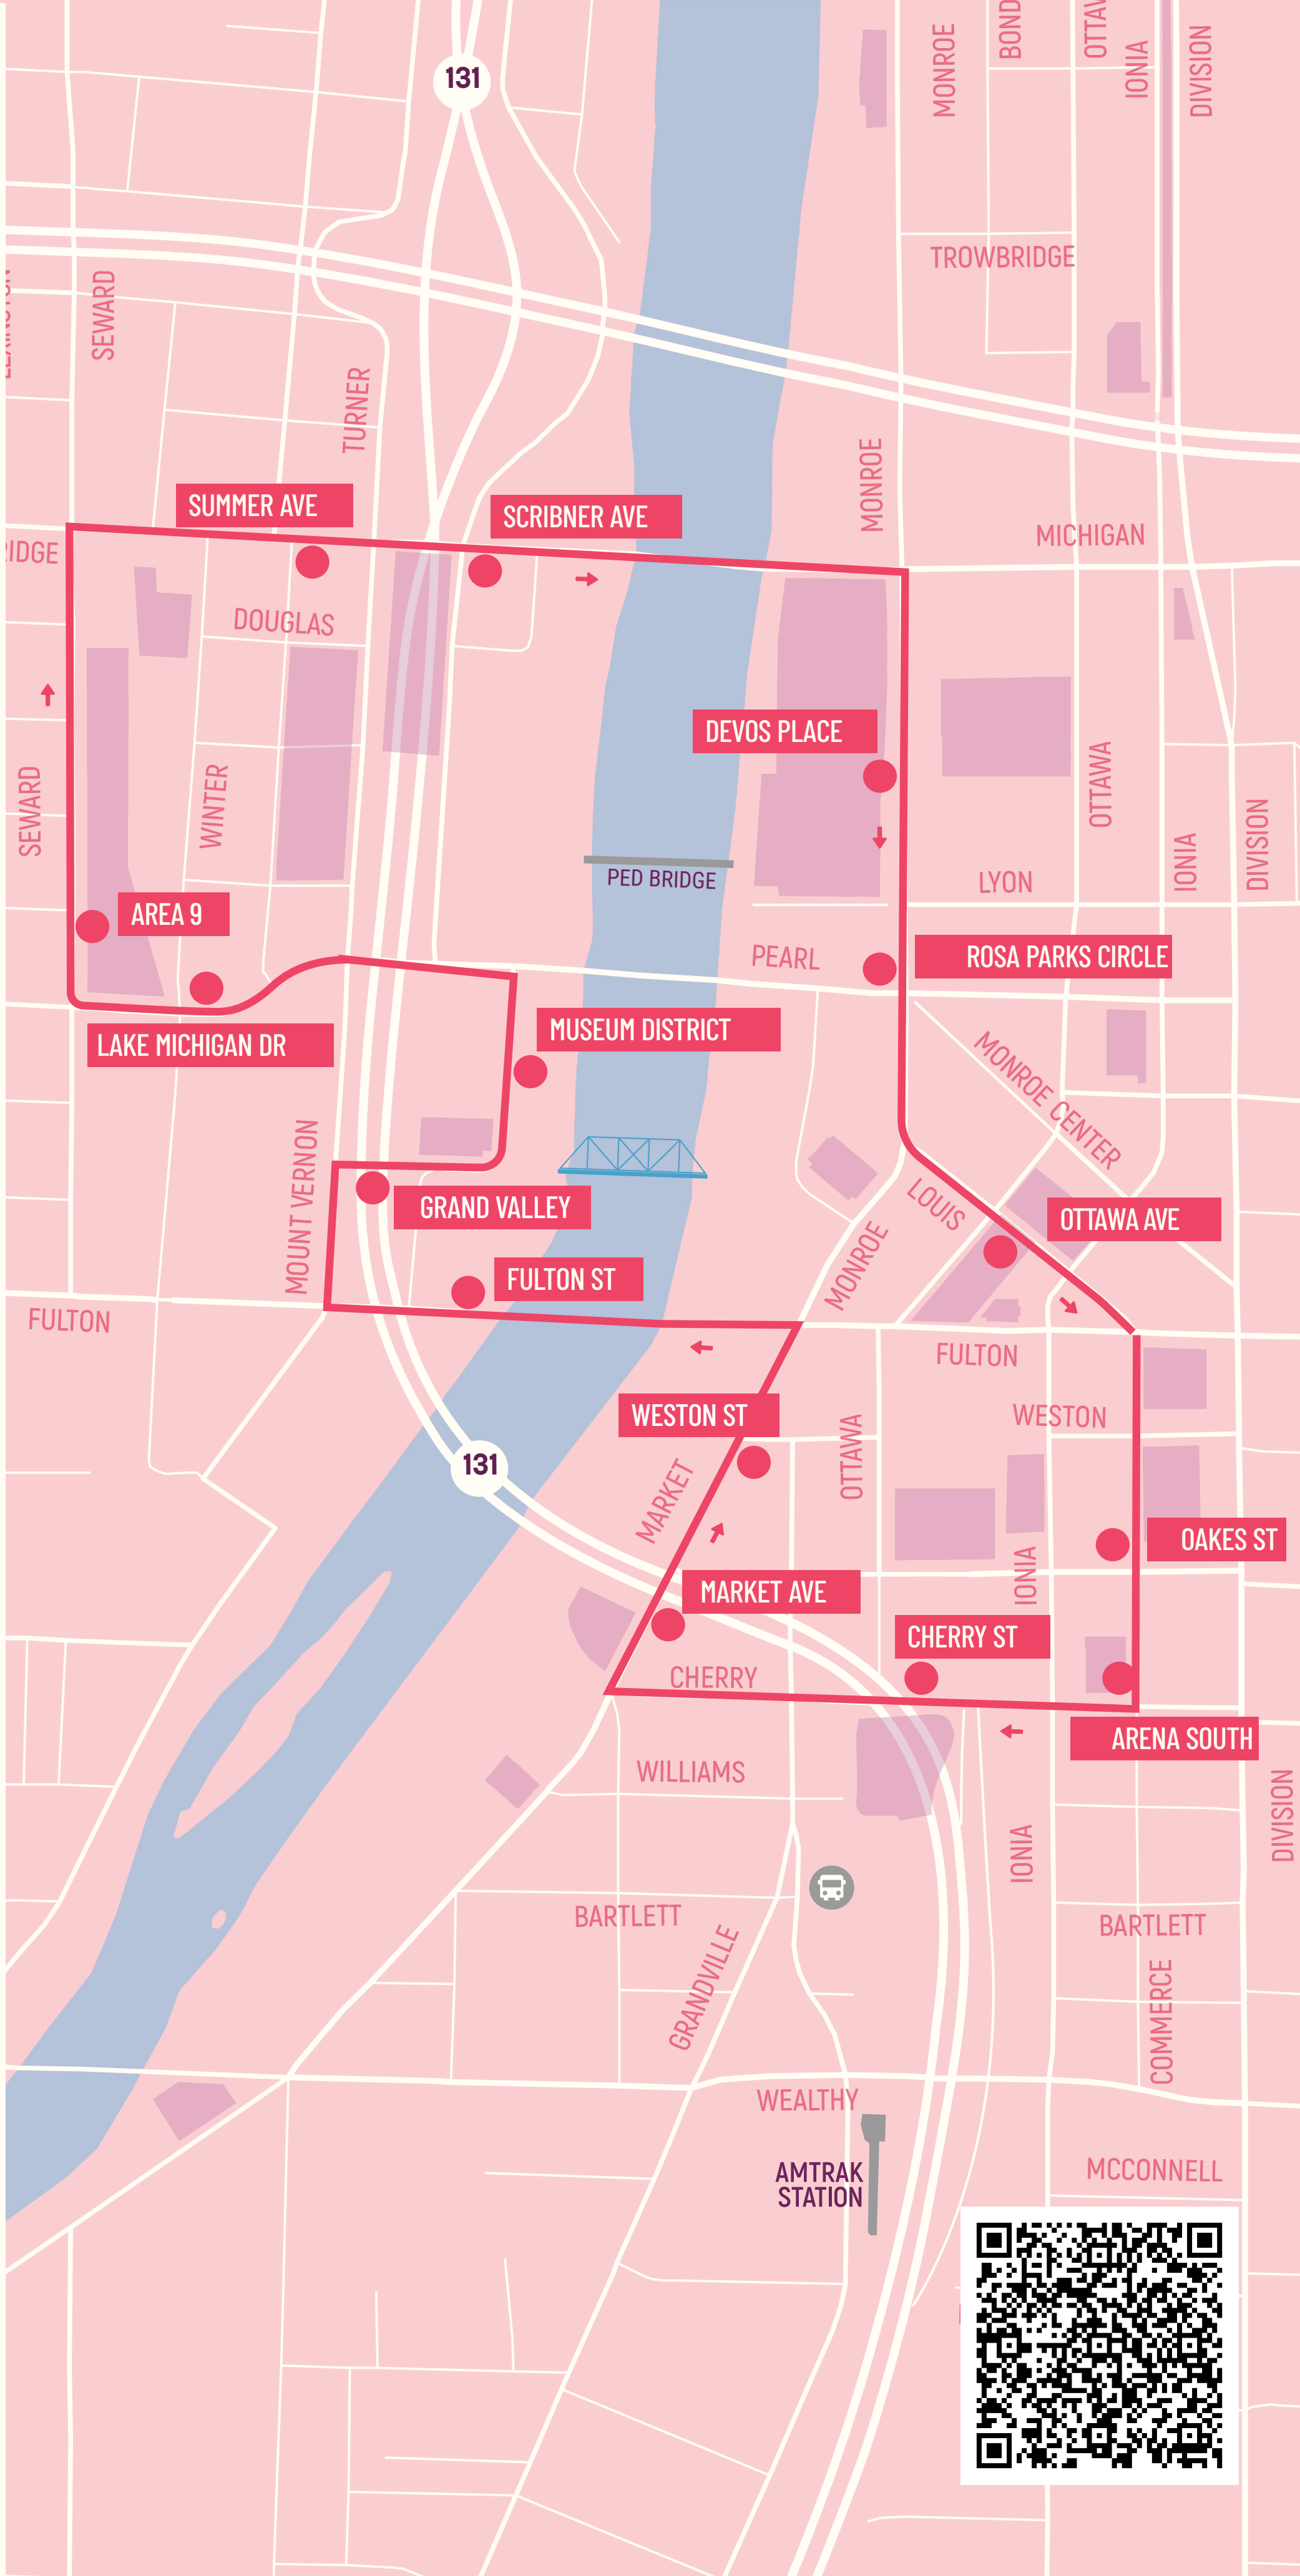 MONROE
BOND
OTTAV
IONIA
DIVISION
131
TROWBRIDGE
SEWARD
TURNER
MONROE
MICHIGAN
SUMMER AVE
SCRIBNER AVE
RIDGE
DOUGLAS
DEVOS PLACE
SEWARD
WINTER
OTTAWA
IONIA
DIVISION
PED BRIDGE
LYON
AREA 9
PEARL
ROSA PARKS CIRCLE
LAKE MICHIGAN DR
MUSEUM DISTRICT
MONROE CENTER
MOUNT VERNON
GRAND VALLEY
LOUIS
OTTAWA AVE
FULTON ST
MONROE
FULTON
FULTON
WESTON ST
WESTON
131
MARKET
OTTAWA
OAKES ST
IONIA
MARKET AVE
CHERRY ST
CHERRY
ARENA SOUTH
WILLIAMS
IONIA
DIVISION
BARTLETT
BARTLETT
GRANDVILLE
COMMERCE
WEALTHY
AMTRAK
STATION
MCCONNELL